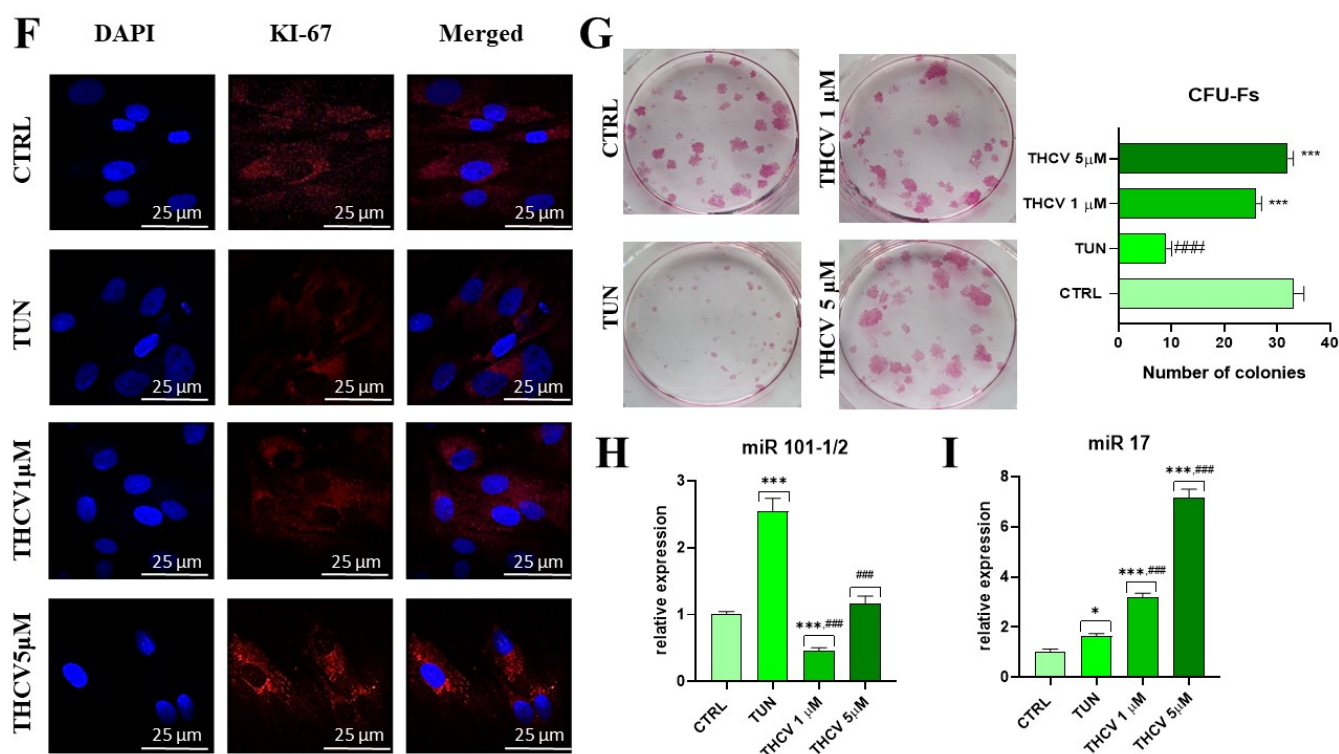 F
DAPI KI-67 Merged
CTRL
25 µm 25 µm 25 µm
TUN
25 µm 25 µm 25 µm
THCV1µM
25 µm 25 µm 25 µm
THCV5µM
25 µm 25 µm 25 µm
G
CTRL
THCV 1 µM
TUN
THCV 5 µM
CFU-Fs
THCV 5µM ***
THCV 1 µM ***
TUN ####
CTRL
0 10 20 30 40
Number of colonies
H
miR 101-1/2
relative expression
3
2
1
0
***
***,###
###
CTRL TUN THCV 1 µM THCV 5µM
I
miR 17
relative expression
8
6
4
2
0
*
***,###
***,###
CTRL TUN THCV 1 µM THCV 5µM